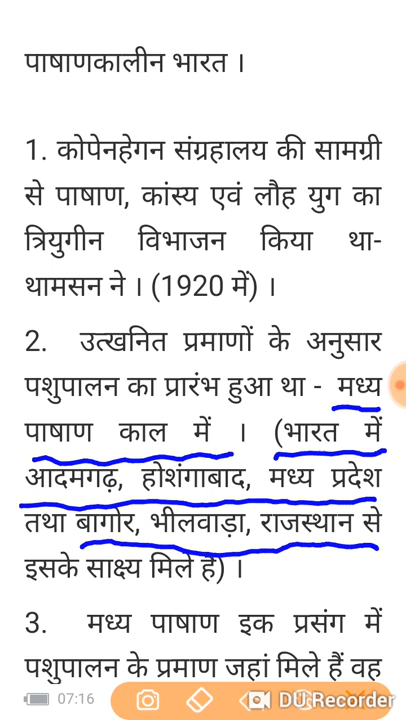 पाषाणकालीन भारत ।
1. कोपेनहेगन संग्रहालय की सामग्री
से पाषाण, कांस्य एवं लौह युग का
त्रियुगीन विभाजन किया था-
थामसन ने । (1920 में) ।
2. उत्खनित प्रमाणों के अनुसार
पशुपालन का प्रारंभ हुआ था - मध्य
पाषाण काल में । (भारत में
आदमगढ़, होशंगाबाद, मध्य प्रदेश
तथा बागोर, भीलवाड़ा, राजस्थान से
इसके साक्ष्य मिले हैं) ।
3. मध्य पाषाण इक प्रसंग में
पशुपालन के प्रमाण जहां मिले हैं वह
07:16
DU Recorder